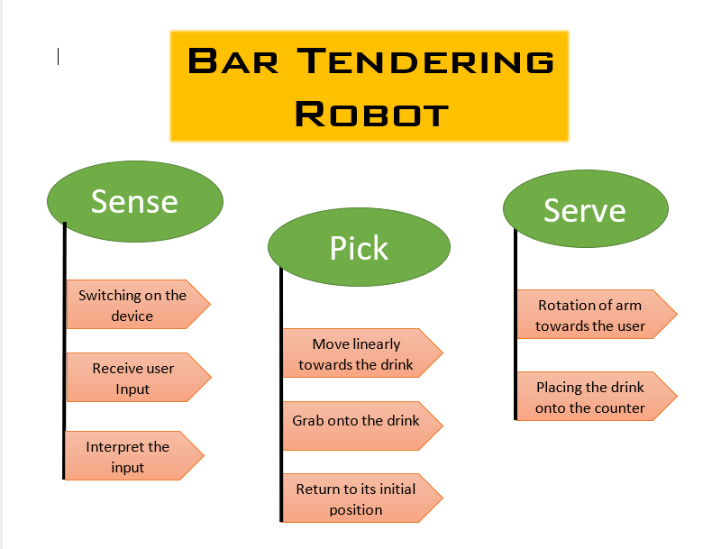 BAR TENDERING
ROBOT
Sense
Switching on the
device
Receive user
Input
Interpret the
input
Pick
Move linearly
towards the drink
Grab onto the drink
Return to its initial
position
Serve
Rotation of arm
towards the user
Placing the drink
onto the counter